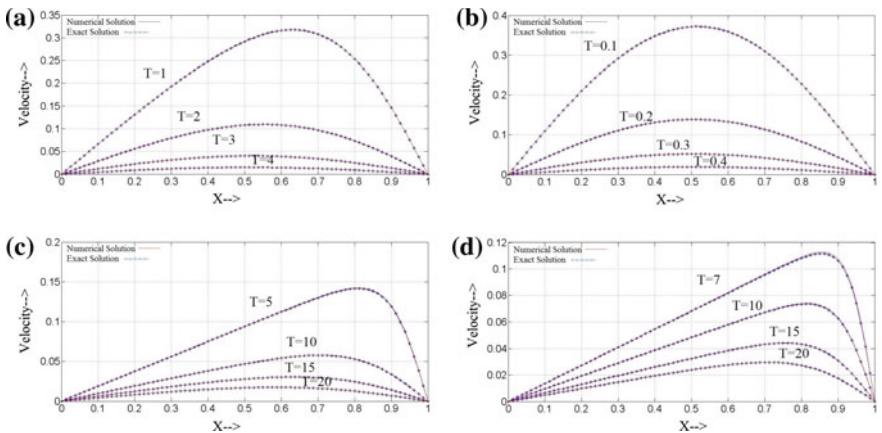 (a)
Numerical Solution
Exact Solution
0.35
0.3
0.25
0.2
0.15
0.1
0.05
0
Velocity-->
T=1
T=2
T=3
T=4
0 0.1 0.2 0.3 0.4 0.5 0.6 0.7 0.8 0.9 1
X-->
(b)
Numerical Solution
Exact Solution
0.4
0.3
0.2
0.1
0
Velocity-->
T=0.1
T=0.2
T=0.3
T=0.4
0 0.1 0.2 0.3 0.4 0.5 0.6 0.7 0.8 0.9 1
X-->
(c)
Numerical Solution
Exact Solution
0.2
0.15
0.1
0.05
0
Velocity-->
T=5
T=10
T=15
T=20
0 0.1 0.2 0.3 0.4 0.5 0.6 0.7 0.8 0.9 1
X-->
(d)
Numerical Solution
Exact Solution
0.12
0.1
0.08
0.06
0.04
0.02
0
Velocity-->
T=7
T=10
T=15
T=20
0 0.1 0.2 0.3 0.4 0.5 0.6 0.7 0.8 0.9 1
X-->